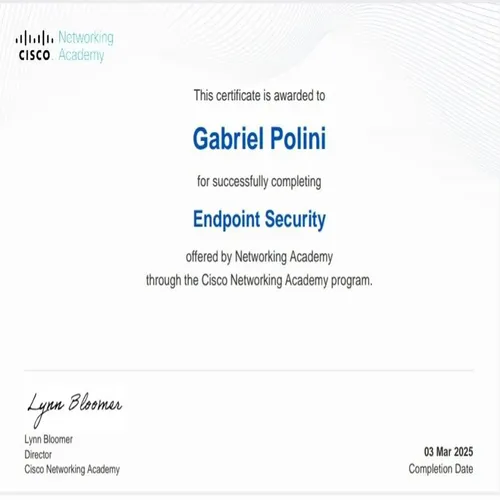 Networking
CISCO Academy
This certificate is awarded to
Gabriel Polini
for successfully completing
Endpoint Security
offered by Networking Academy
through the Cisco Networking Academy program.
Lynn Bloomer
Lynn Bloomer
Director
Cisco Networking Academy
03 Mar 2025
Completion Date